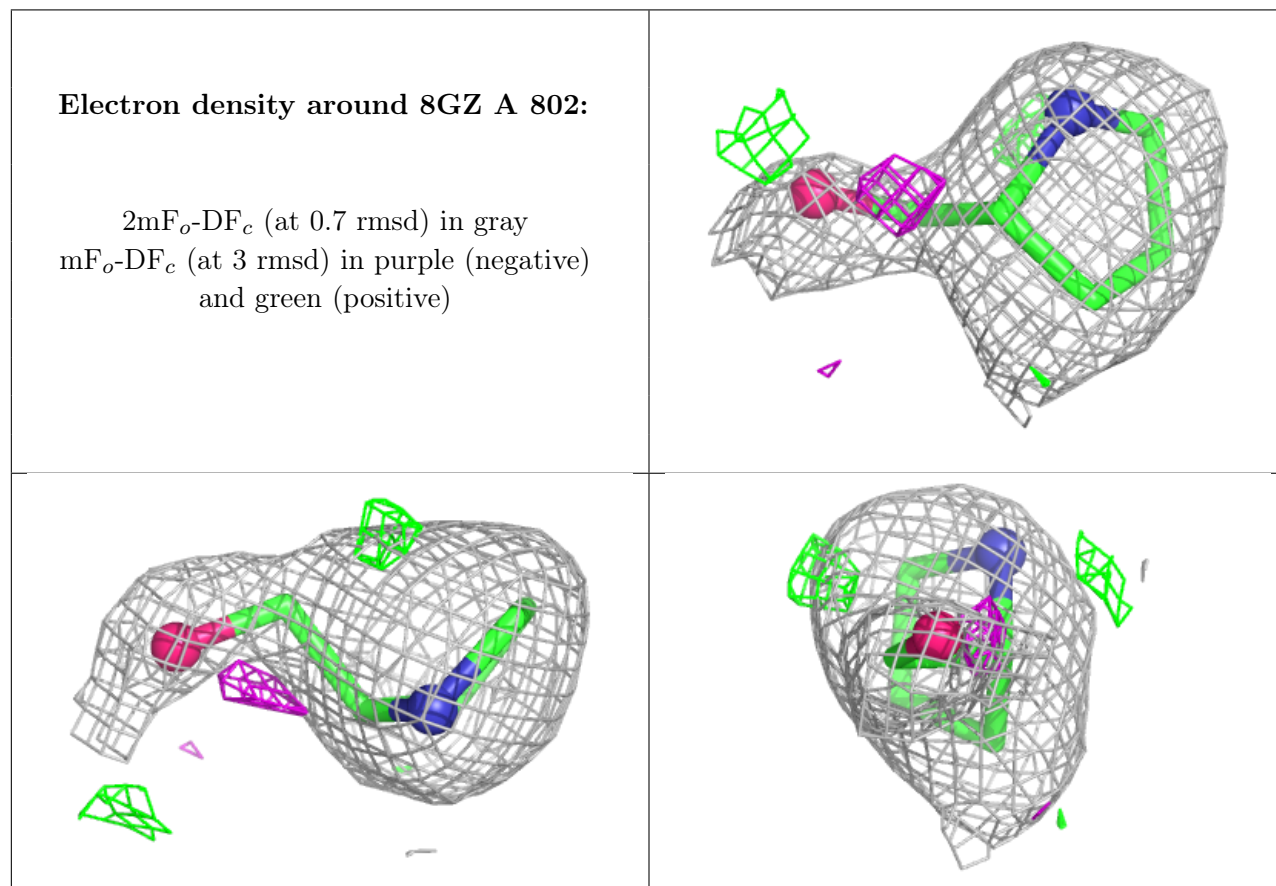 Electron density around 8GZ A 802:
2mFo-DFc (at 0.7 rmsd) in gray
mFo-DFc (at 3 rmsd) in purple (negative)
and green (positive)